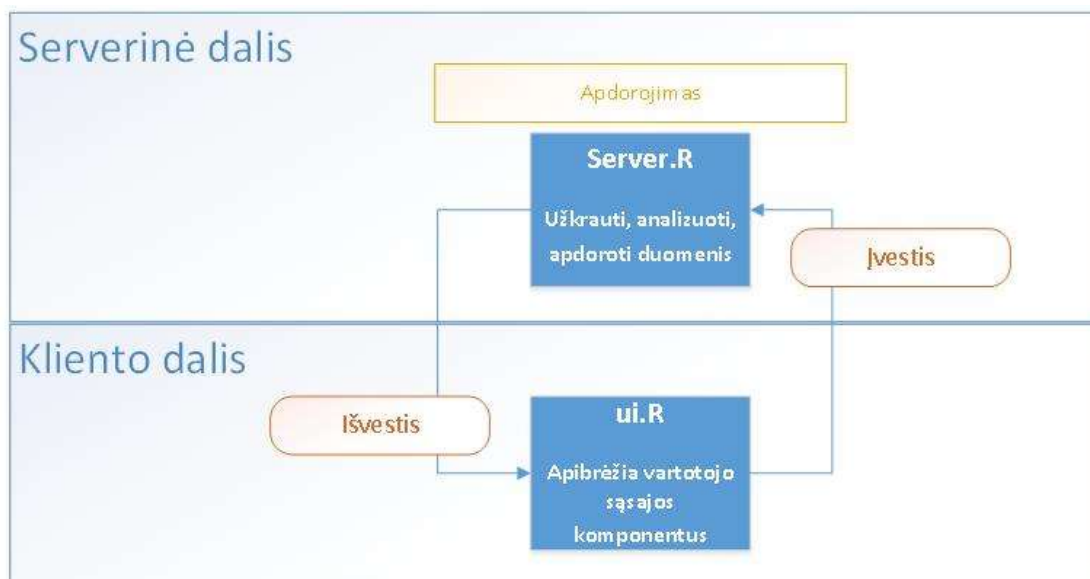 Serverinė dalis
Apdorojimas
Server.R
Užkrauti, analizuoti,
apdoroti duomenis
Įvestis
Kliento dalis
Išvestis
ui.R
Apibrėžia vartotojo
sąsajos
komponentus